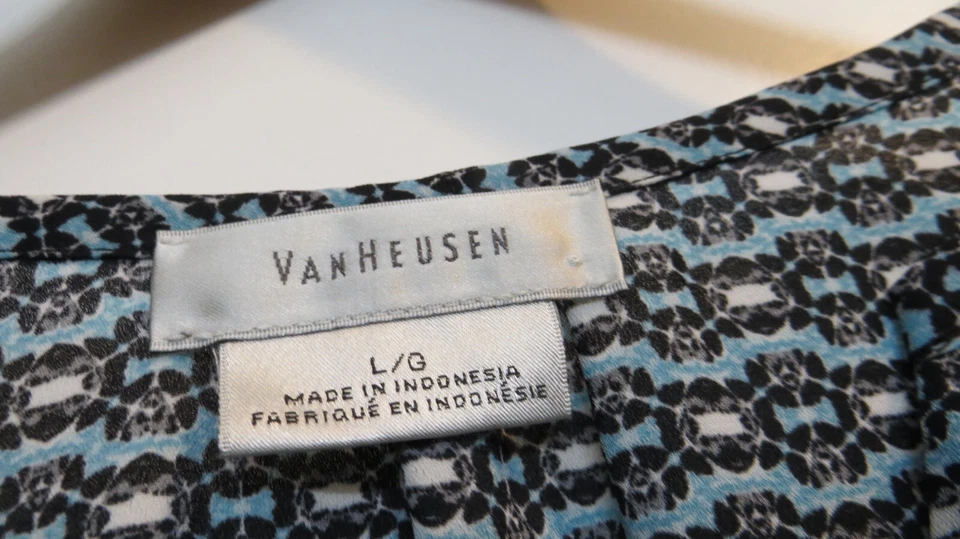 VANHEUSEN
L/G
MADE IN INDONESIA
FABRIQUÉ EN INDONÉSIE